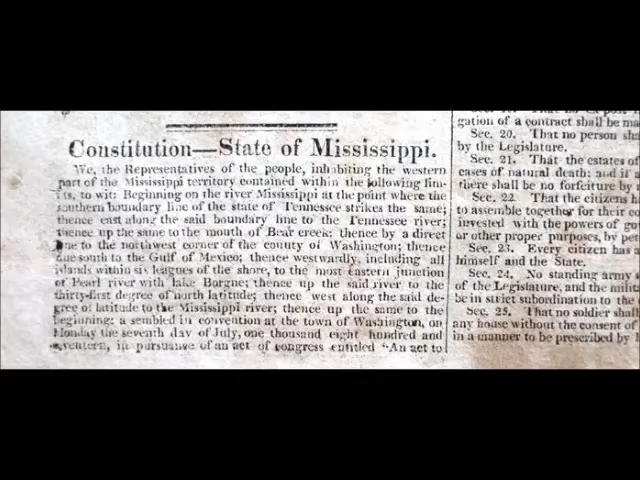 Constitution—State of Mississippi.
We, the Representatives of the people, inhabiting the western
part of the Mississippi territory contained within the following lim-
its, to wit: Beginning on the river Mississippi at the point where the
southern boundary line of the state of Tennessee strikes the same;
thence east along the said boundary line to the Tennessee river;
thence up the same to the mouth of Bear creek: thence by a direct
line to the northwest corner of the county of Washington; thence
due south to the Gulf of Mexico; thence westwardly, including all
islands within six leagues of the shore, to the most eastern junction
of Pearl river with lake Borgne; thence up the said river to the
thirty-first degree of north latitude; thence west along the said de-
gree of latitude to the Mississippi river; thence up the same to the
beginning: a sembled in convention at the town of Washington, on
Monday the seventh day of July, one thousand eight hundred and
seventeen, in pursuance of an act of congress entitled "An act to
gation of a contract shall be ma
Sec. 20. That no person sha
by the Legislature.
Sec. 21. That the estates of
cases of natural death: and if a
there shall be no forfeiture by
Sec. 22. That the citizens h
to assemble together for their co
invested with the powers of go
or other proper purposes, by pe
Sec. 23. Every citizen has a
himself and the State.
Sec. 24. No standing army
of the Legislature, and the milit
be in strict subordination to the
Sec. 25. That no soldier shall
any house without the consent of
in a manner to be prescribed by